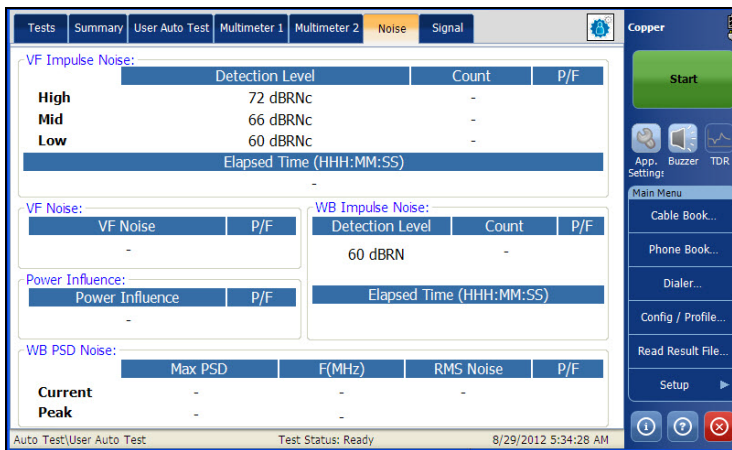 Tests Summary User Auto Test Multimeter 1 Multimeter 2 Noise Signal
VF Impulse Noise:
Detection Level Count P/F
High 72 dBRNc -
Mid 66 dBRNc -
Low 60 dBRNc -
Elapsed Time (HHH:MM:SS)
-
VF Noise:
VF Noise P/F
-
WB Impulse Noise:
Detection Level Count P/F
60 dBRN -
Elapsed Time (HHH:MM:SS)
Power Influence:
Power Influence P/F
-
WB PSD Noise:
Max PSD F(MHz) RMS Noise P/F
Current - - -
Peak - -
Auto Test\User Auto Test Test Status: Ready 8/29/2012 5:34:28 AM
Copper
Start
App. Buzzer TDR
Settings
Main Menu
Cable Book...
Phone Book...
Dialer...
Config / Profile...
Read Result File...
Setup